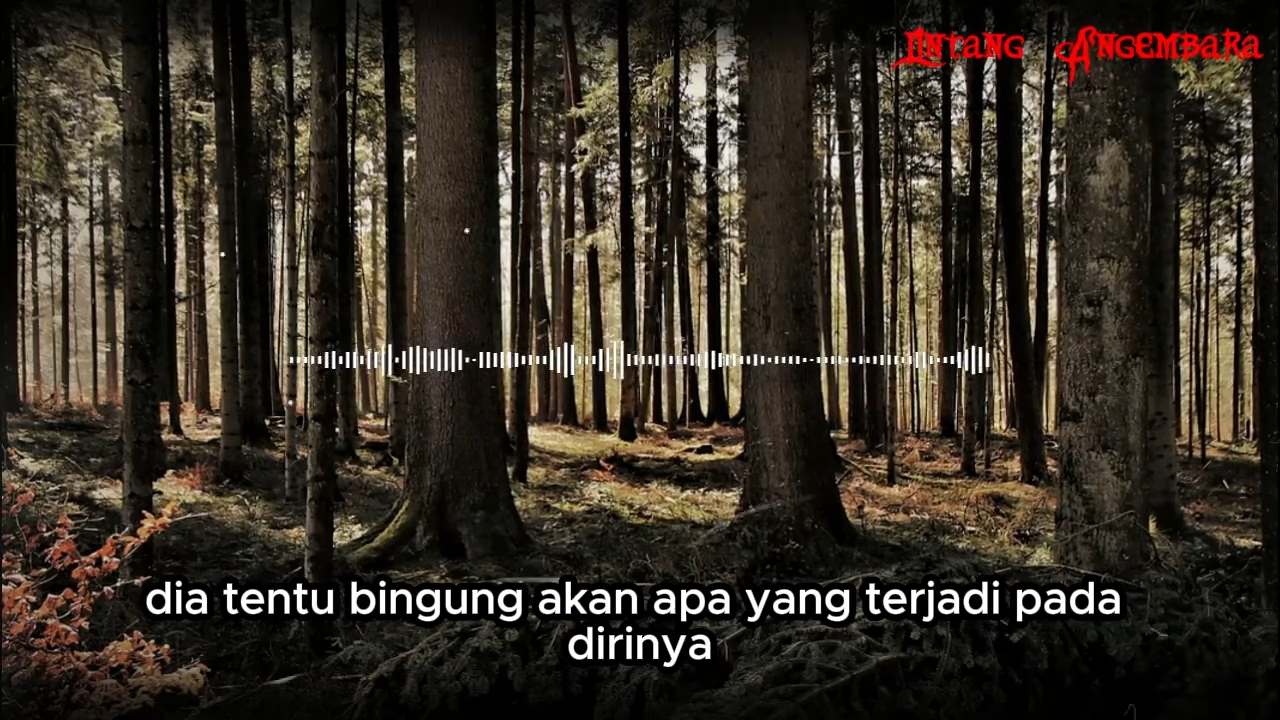 Lintang Angembara
dia tentu bingung akan apa yang terjadi pada
dirinya